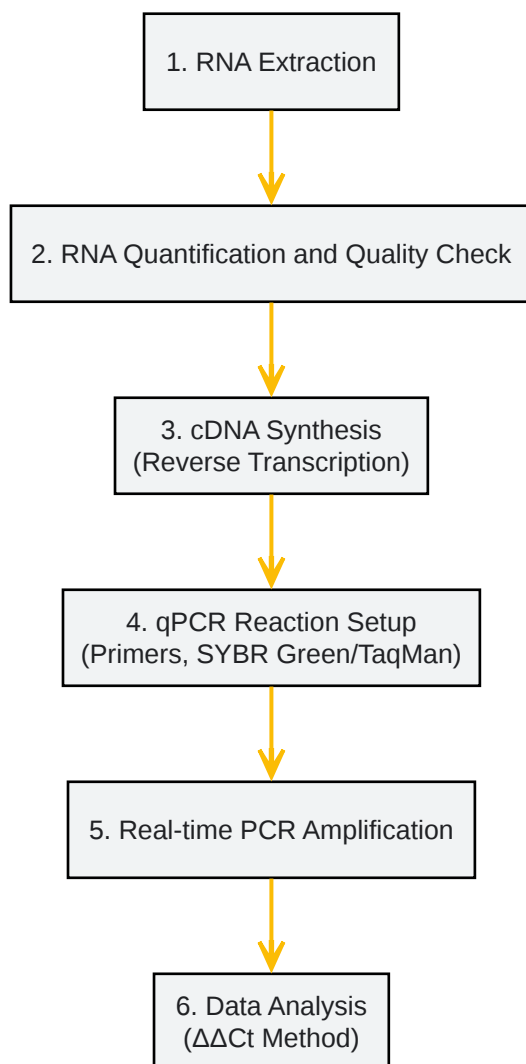 1. RNA Extraction
2. RNA Quantification and Quality Check
3. cDNA Synthesis
(Reverse Transcription)
4. qPCR Reaction Setup
(Primers, SYBR Green/TaqMan)
5. Real-time PCR Amplification
6. Data Analysis
(ΔΔCt Method)